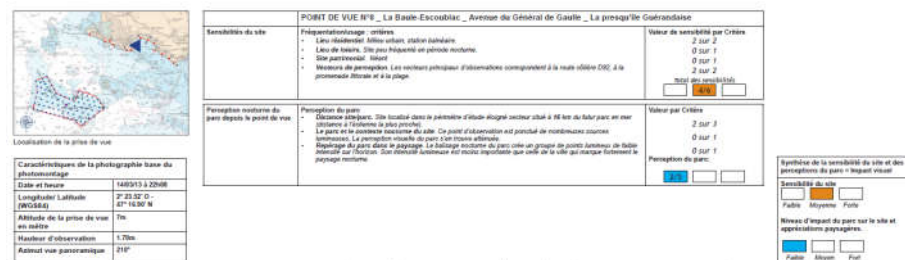 POINT DE VUE N°8 _ La Baule-Escoublac _ Avenue du Général de Gaulle _ La presqu'île Guérandaise
Sensibilités du site
Fréquentation/usage : critères
- Lieu résidentiel. Milieu urbain, station balnéaire.
- Lieu de loisirs. Site peu fréquenté en période nocturne.
- Site patrimonial. Néant
- Vecteurs de perception. Les vecteurs principaux d'observations correspondent à la route côtière D92, à la
promenade littorale et à la plage.
Valeur de sensibilité par Critère
2 sur 2
0 sur 1
0 sur 1
2 sur 2
Total des sensibilités
4/6
Perception nocturne du
parc depuis le point de vue
Perception du parc
- Distance site/parc. Site localisé dans le périmètre d'étude éloigné secteur situé à 16 km du futur parc en mer
(distance à l'éolienne la plus proche).
- Le parc et le contexte nocturne du site. Ce point d'observation est ponctué de nombreuses sources
lumineuses. La perception visuelle du parc s'en trouve atténuée.
- Repérage du parc dans le paysage. Le balisage nocturne du parc crée un groupe de points lumineux de faible
intensité sur l'horizon. Son intensité lumineuse est moins importante que celle de la ville qui marque fortement le
paysage nocturne.
Valeur par Critère
2 sur 3
0 sur 1
0 sur 1
Perception du parc:
2/5
Localisation de la prise de vue
Caractéristiques de la photographie base du
photomontage
Date et heure
14/03/13 à 22h08
Longitude/ Latitude
(WGS84)
2° 23.52' O -
47° 16.90' N
Altitude de la prise de vue
en mètre
7m
Hauteur d'observation
1.70m
Azimut vue panoramique
210°
Synthèse de la sensibilité du site et des
perceptions du parc = Impact visuel
Sensibilité du site
Faible Moyenne Forte
Niveau d'impact du parc sur le site et
appréciations paysagères.
Faible Moyen Fort